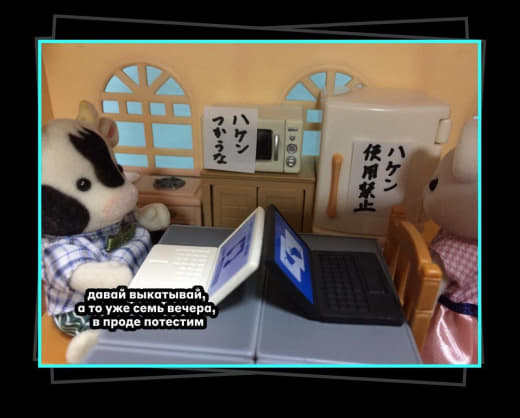 ハケン
つかうな
ハケン
使用禁止
давай выкатывай,
а то уже семь вечера,
в проде потестим